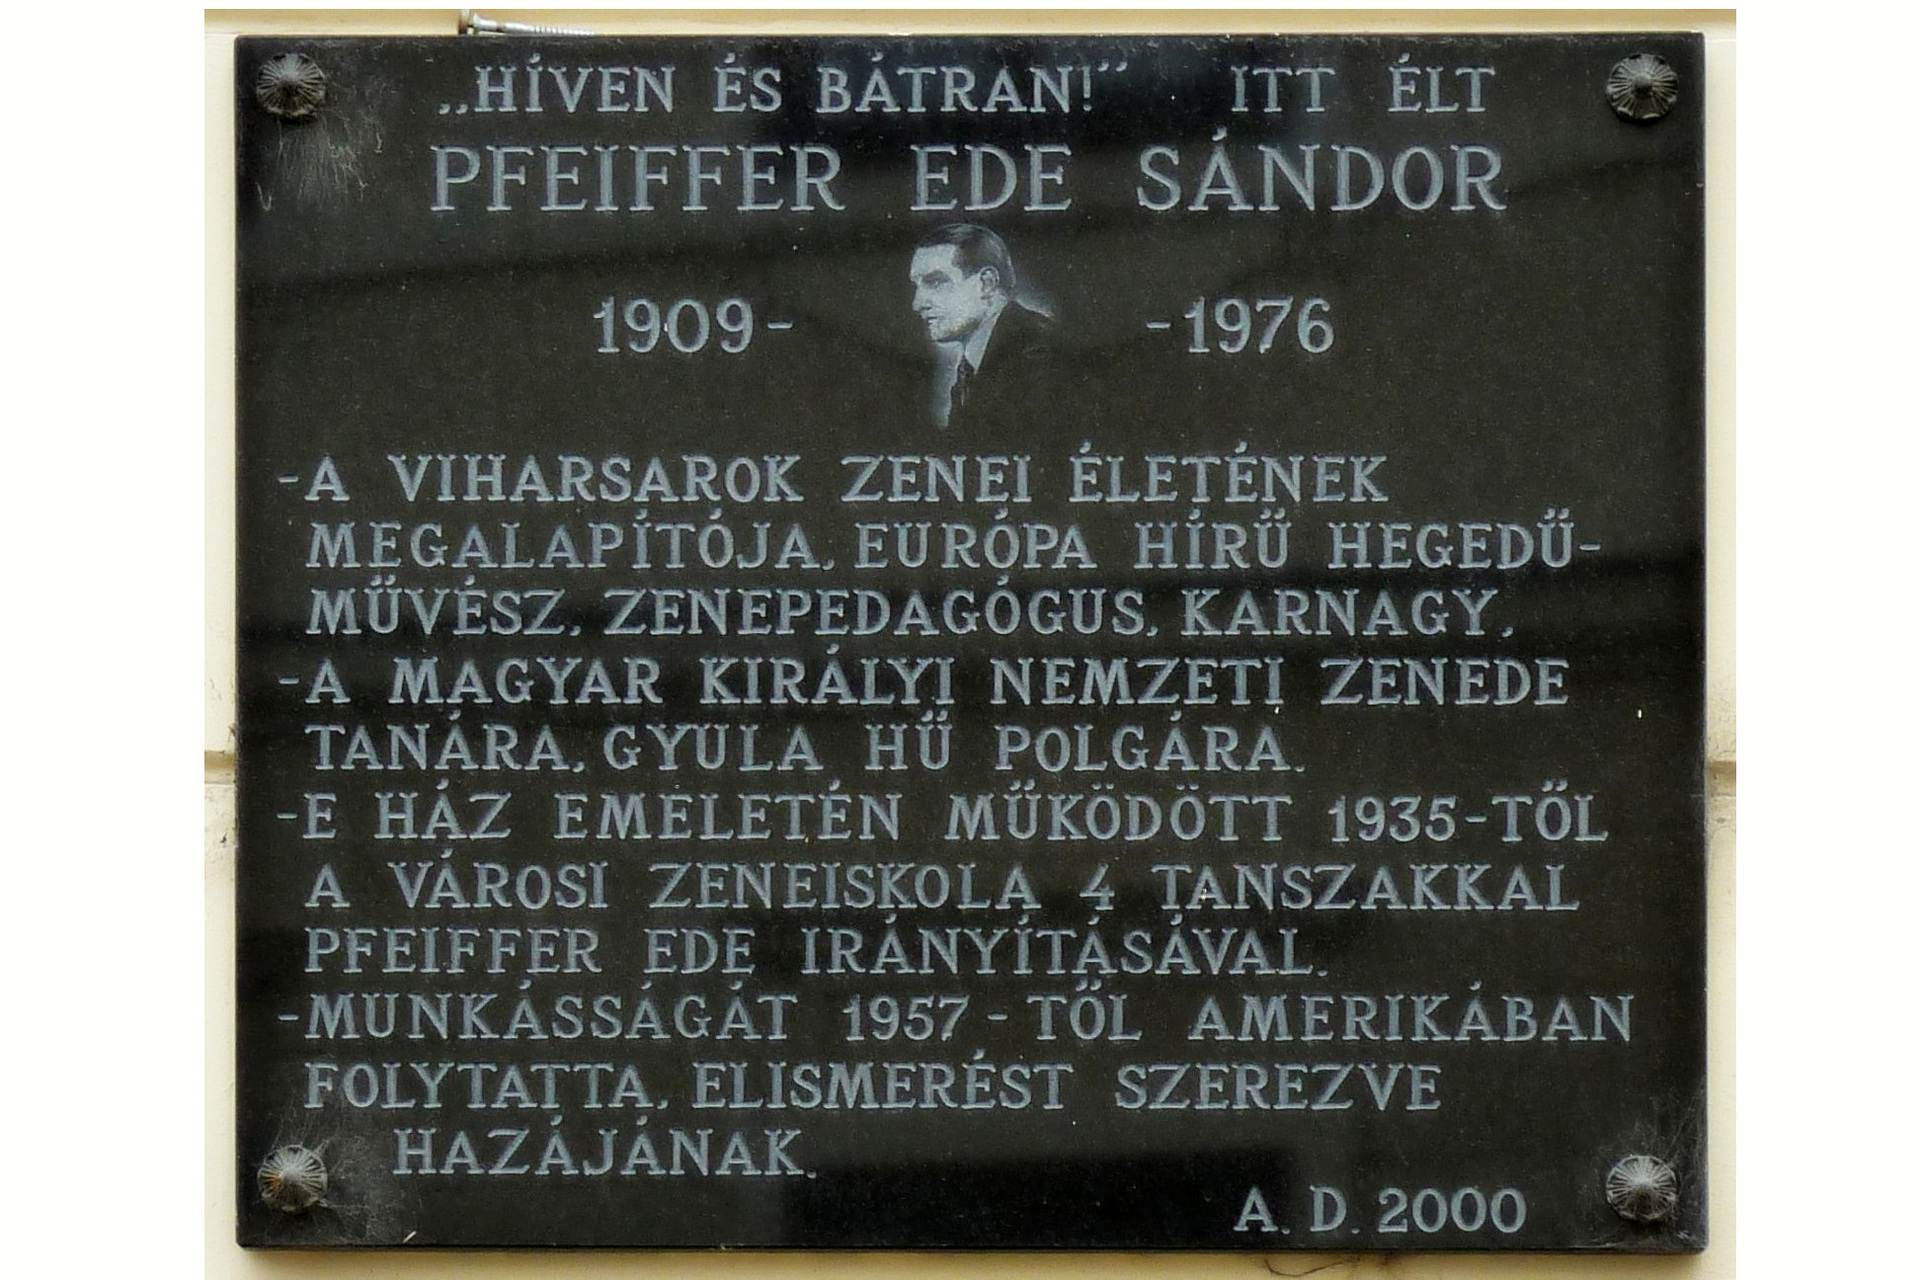 „HÍVEN ÉS BÁTRAN!” ITT ÉLT
PFEIFFER EDE SÁNDOR
1909- -1976
-A VIHARSAROK ZENEI ÉLETÉNEK
MEGALAPÍTÓJA, EURÓPA HÍRŰ HEGEDŰ-
MŰVÉSZ, ZENEPEDAGÓGUS, KARNAGY,
-A MAGYAR KIRÁLYI NEMZETI ZENEDE
TANÁRA, GYULA HŰ POLGÁRA.
-E HÁZ EMELETÉN MŰKÖDÖTT 1935-TŐL
A VÁROSI ZENEISKOLA 4 TANSZAKKAL
PFEIFFER EDE IRÁNYÍTÁSÁVAL.
-MUNKÁSSÁGÁT 1957-TŐL AMERIKÁBAN
FOLYTATTA, ELISMERÉST SZEREZVE
HAZÁJÁNAK.
A. D. 2000